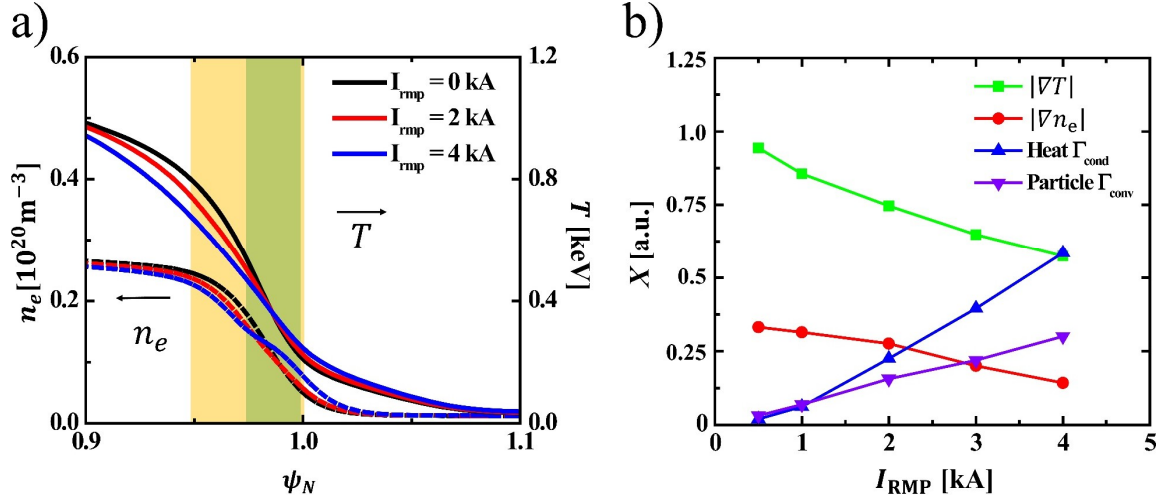 a)
0.6
0.4
0.2
0.0
n_e [10²⁰m⁻³]
1.2
0.8
0.4
0.0
T [keV]
I_rmp = 0 kA
I_rmp = 2 kA
I_rmp = 4 kA
T
n_e
0.9
1.0
1.1
ψ_N
b)
1.25
1.0
0.75
0.5
0.25
0
X [a.u.]
|∇T|
|∇n_e|
Heat Γ_cond
Particle Γ_conv
0
1
2
3
4
5
I_RMP [kA]